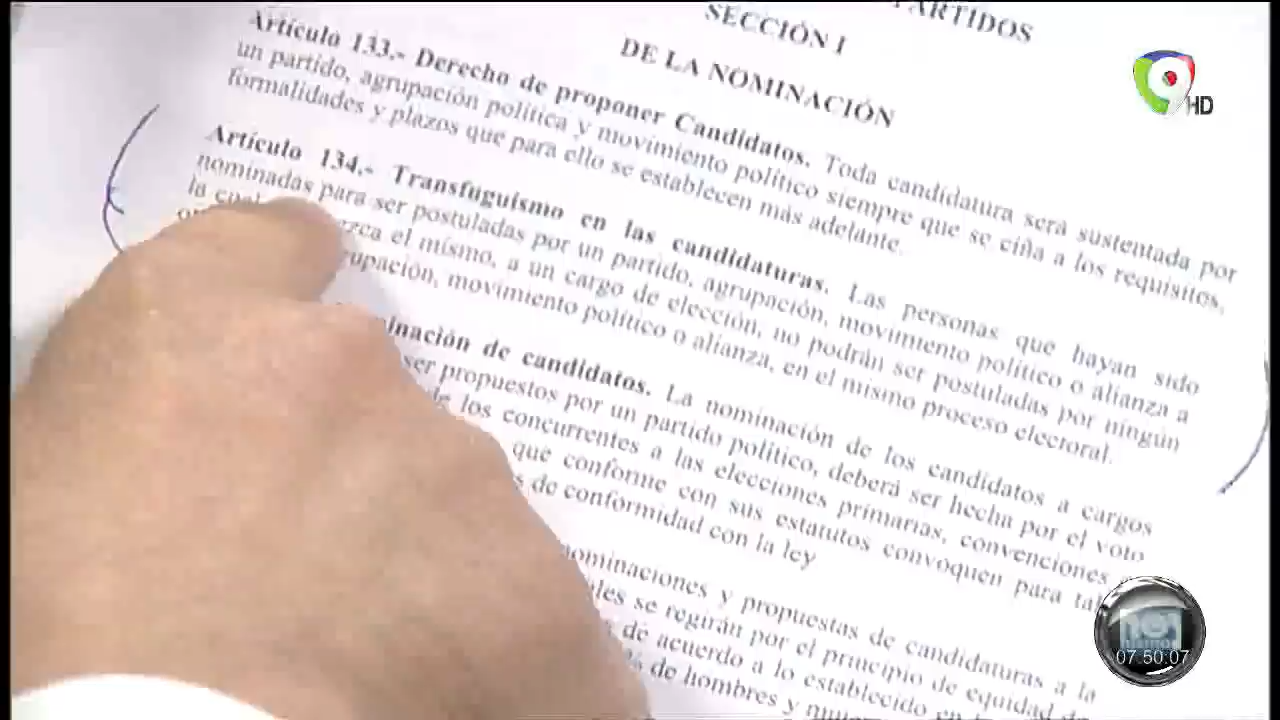 PARTIDOS
SECCIÓN I
DE LA NOMINACIÓN
Artículo 133.- Derecho de proponer Candidatos. Toda candidatura será sustentada por
un partido, agrupación política y movimiento político siempre que se ciña a los requisitos,
formalidades y plazos que para ello se establecen más adelante.
Artículo 134.- Transfuguismo en las candidaturas. Las personas que hayan sido
nominadas para ser postuladas por un partido, agrupación, movimiento político o alianza a
la el mismo, a un cargo de elección, no podrán ser postuladas por ningún
movimiento político o alianza, en el mismo proceso electoral.
de candidatos. La nominación de los candidatos a cargos
ser propuestos por un partido político, deberá ser hecha por el voto
de los concurrentes a las elecciones primarias, convenciones
que conforme con sus estatutos convoquen para
de conformidad con la ley
nominaciones y propuestas de candidaturas a la
se regirán por el principio de equidad de
de acuerdo a lo establecido en
de hombres y
9
HD
07:50:07